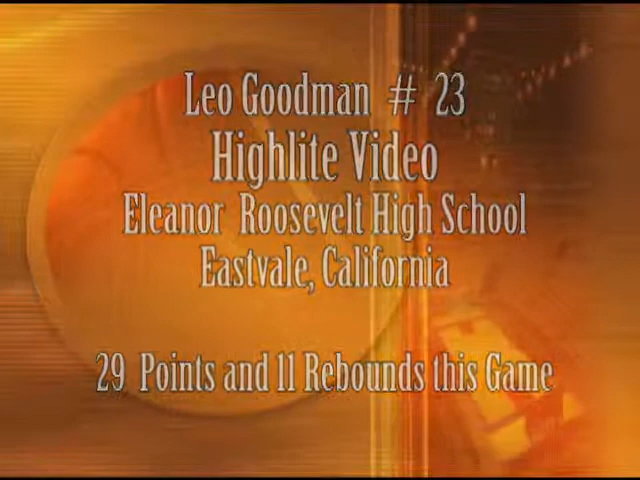 Leo Goodman # 23
Highlite Video
Eleanor Roosevelt High School
Eastvale, California
29 Points and 11 Rebounds this Game